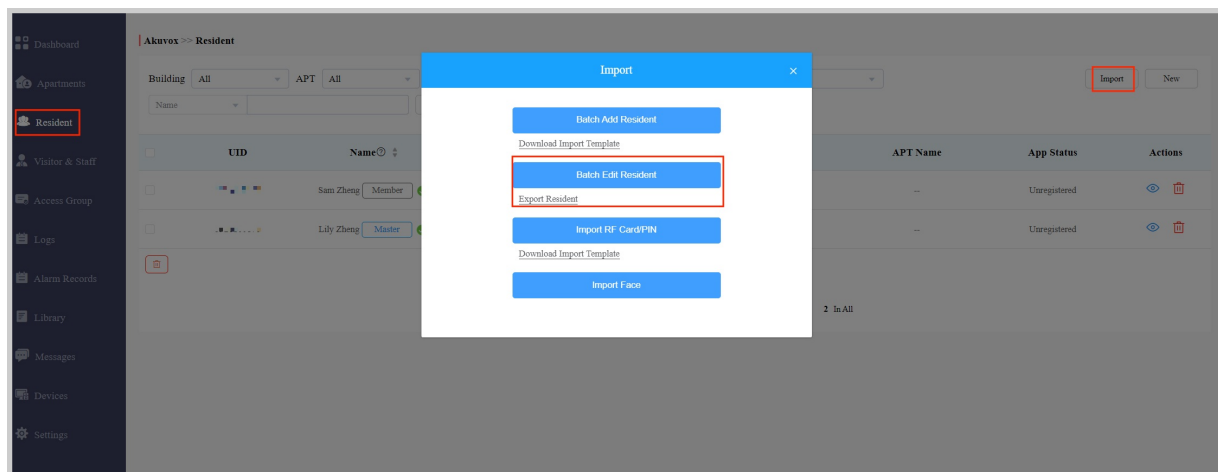 Dashboard
Apartments
Resident
Visitor & Staff
Access Group
Logs
Alarm Records
Library
Messages
Devices
Settings
Akuvox >> Resident
Building All APT All
Import New
Name
UID Name APT Name App Status Actions
Sam Zheng Member -- Unregistered
Lily Zheng Master -- Unregistered
2 In All
Import
Batch Add Resident
Download Import Template
Batch Edit Resident
Export Resident
Import RF Card/PIN
Download Import Template
Import Face